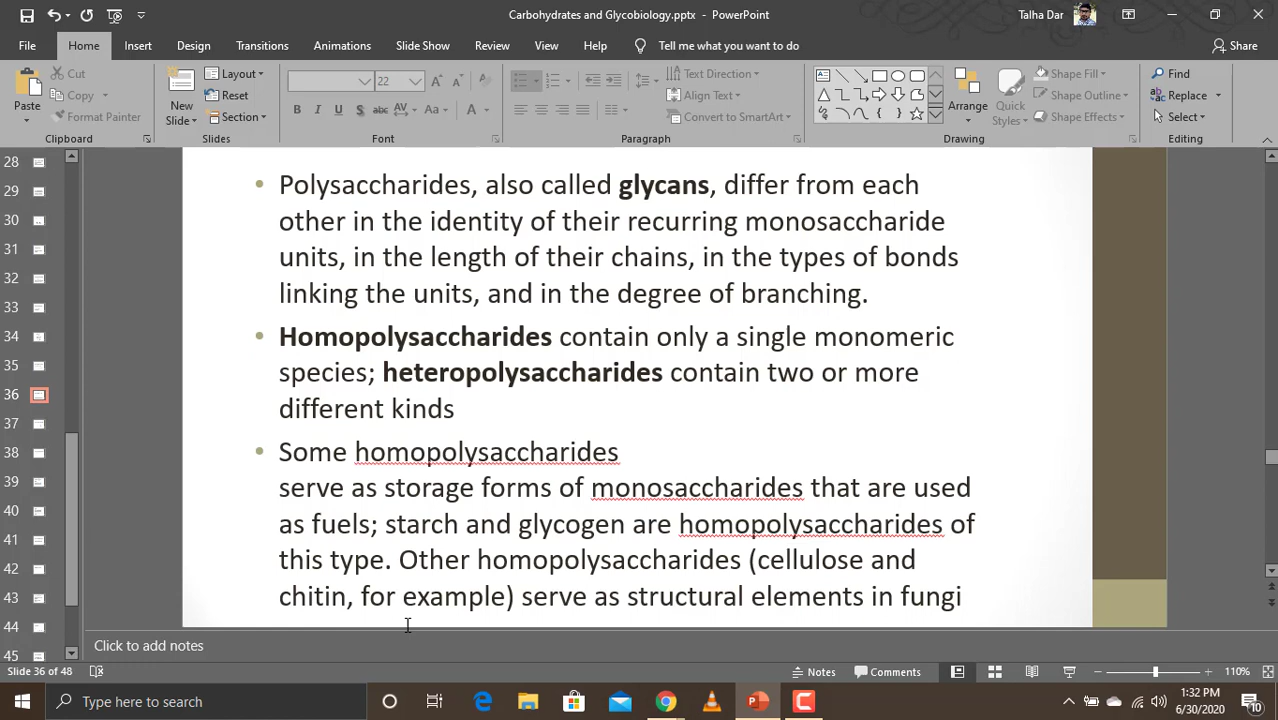 Carbohydrates and Glycobiology.pptx - PowerPoint
Talha Dar
File Home Insert Design Transitions Animations Slide Show Review View Help Tell me what you want to do Share
Paste
Cut
Copy
Format Painter
Clipboard
New Slide
Layout
Reset
Section
Slides
22
B I U S abc AV Aa A
Font
Text Direction
Align Text
Convert to SmartArt
Paragraph
Arrange
Quick Styles
Shape Fill
Shape Outline
Shape Effects
Drawing
Find
Replace
Select
Editing
28
29
30
31
32
33
34
35
36
37
38
39
40
41
42
43
44
45
• Polysaccharides, also called glycans, differ from each
other in the identity of their recurring monosaccharide
units, in the length of their chains, in the types of bonds
linking the units, and in the degree of branching.
• Homopolysaccharides contain only a single monomeric
species; heteropolysaccharides contain two or more
different kinds
• Some homopolysaccharides
serve as storage forms of monosaccharides that are used
as fuels; starch and glycogen are homopolysaccharides of
this type. Other homopolysaccharides (cellulose and
chitin, for example) serve as structural elements in fungi
Click to add notes
Slide 36 of 48
Notes Comments 110%
Type here to search
1:32 PM
6/30/2020
10